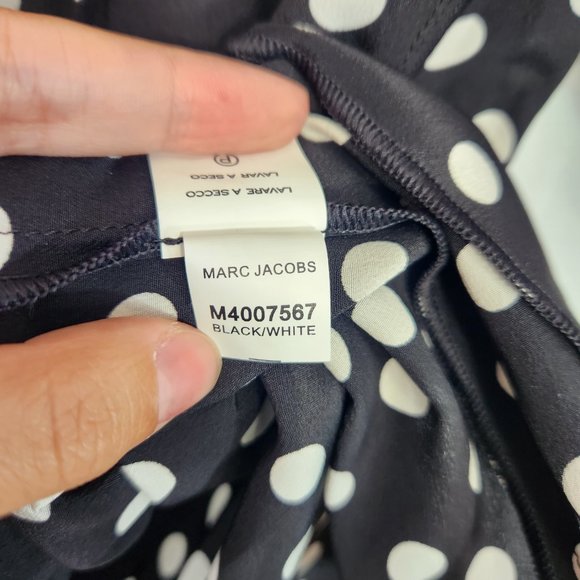 LAVARE A SECCO
LAVAR A SECO
P
MARC JACOBS
M4007567
BLACK/WHITE